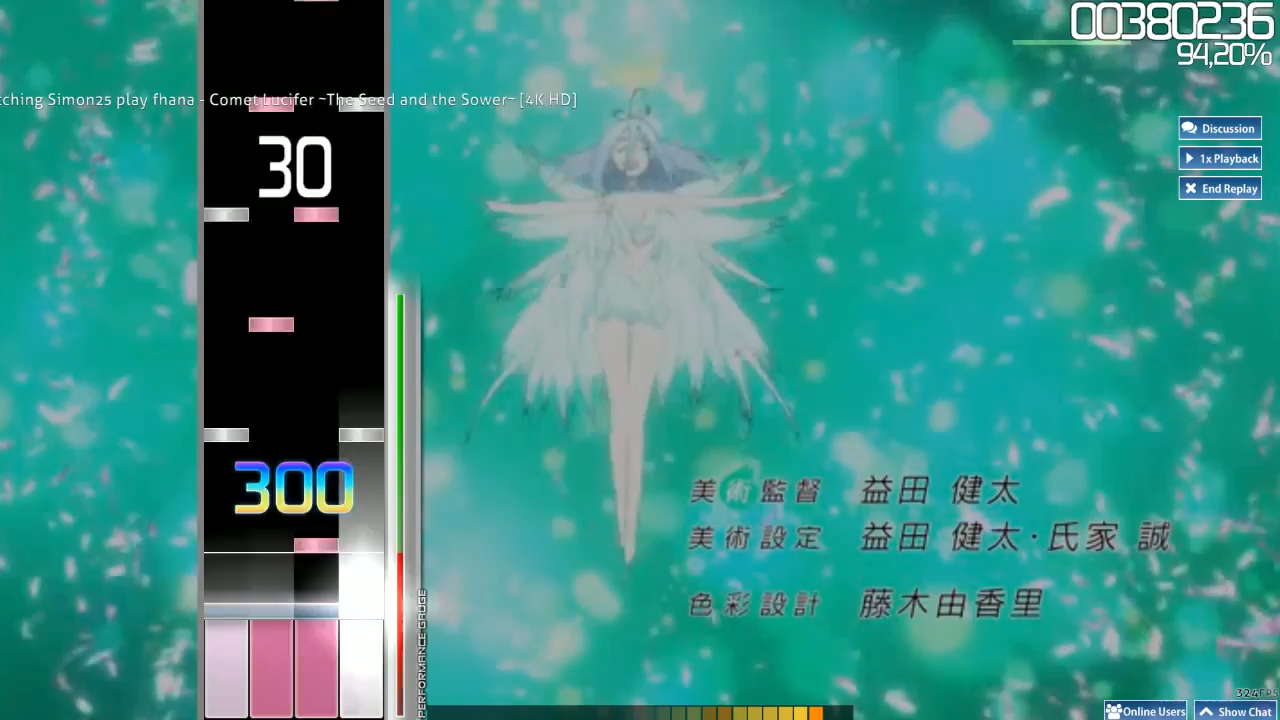 00380236
94,20%
tching Simon25 play fhana - Comet Lucifer ~The Seed and the Sower~ [4K HD]
Discussion
30
1x Playback
End Replay
300
美術監督 益田 健太
美術設定 益田 健太・氏家 誠
色彩設計 藤木由香里
PERFORMANCE GAUGE
324FPS
Online Users
Show Chat